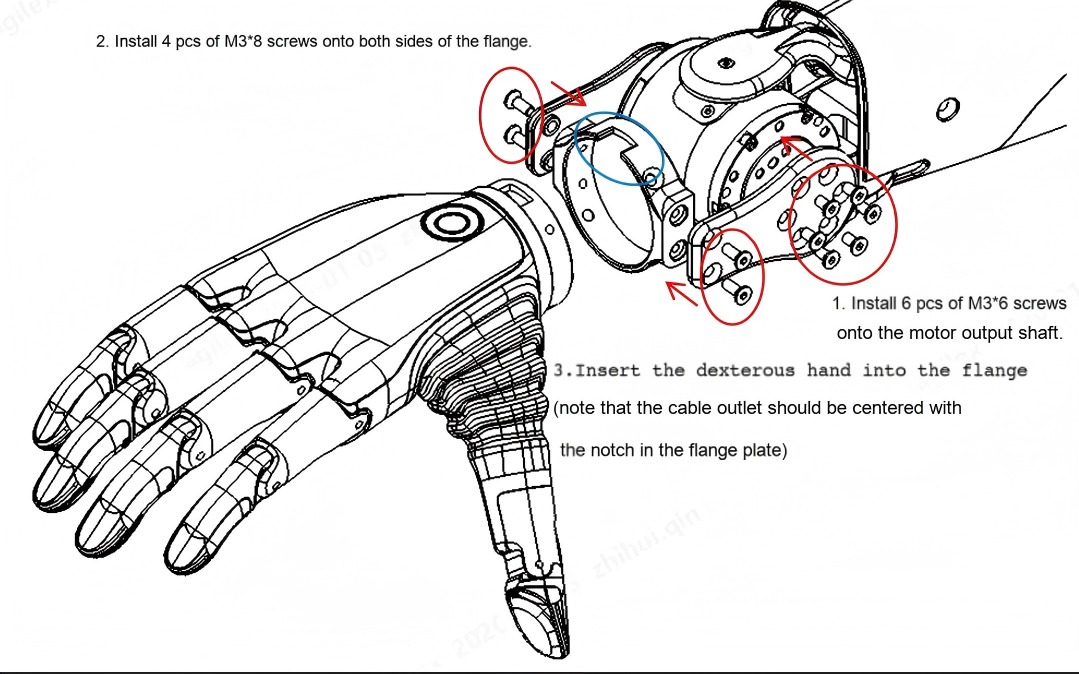 2. Install 4 pcs of M3*8 screws onto both sides of the flange.
1. Install 6 pcs of M3*6 screws
onto the motor output shaft.
3.Insert the dexterous hand into the flange
(note that the cable outlet should be centered with
the notch in the flange plate)
zhihui.qin